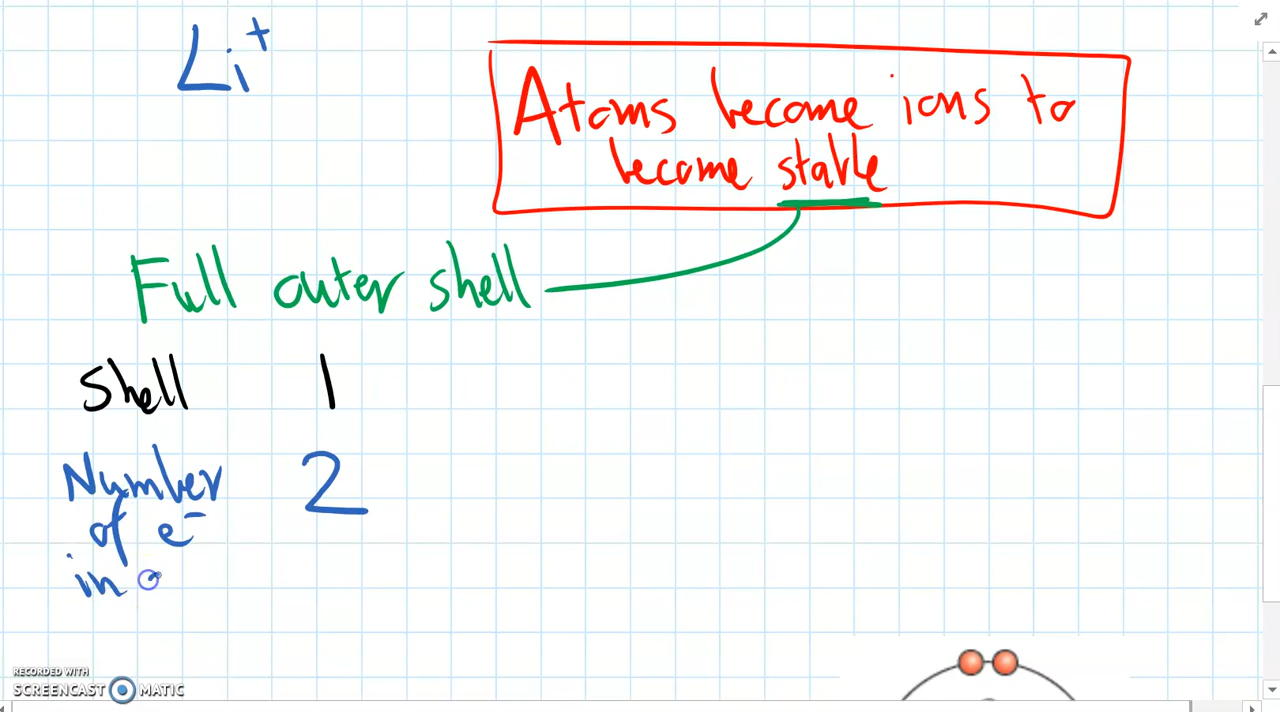 Li+
Atoms become ions to
become stable
Full outer shell
Shell 1
Number 2
of e⁻
in
RECORDED WITH
SCREENCAST MATIC